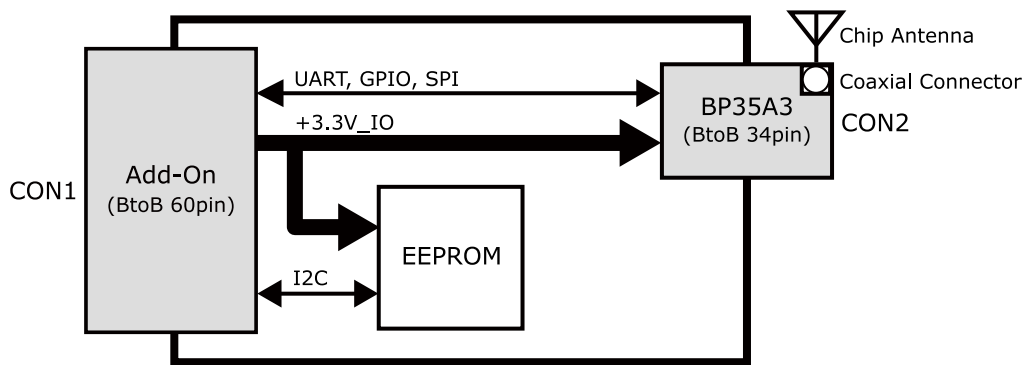 Chip Antenna
UART, GPIO, SPI
Coaxial Connector
BP35A3
(BtoB 34pin)
CON2
+3.3V_IO
CON1
Add-On
(BtoB 60pin)
EEPROM
I2C